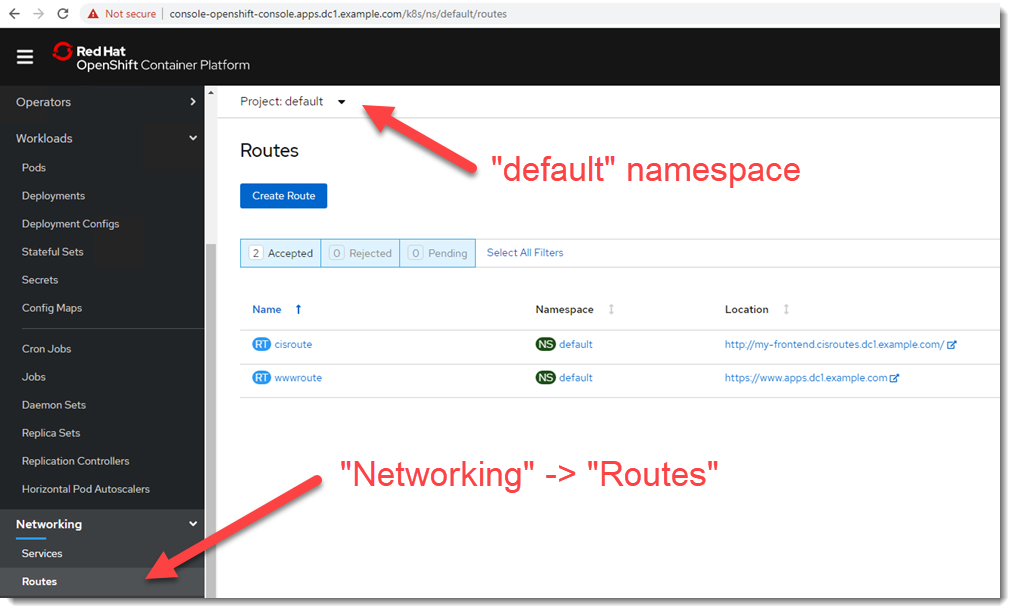 Not secure | console-openshift-console.apps.dc1.example.com/k8s/ns/default/routes
Red Hat
OpenShift Container Platform
Operators
Workloads
Pods
Deployments
Deployment Configs
Stateful Sets
Secrets
Config Maps
Cron Jobs
Jobs
Daemon Sets
Replica Sets
Replication Controllers
Horizontal Pod Autoscalers
Networking
Services
Routes
Project: default
"default" namespace
Routes
Create Route
2 Accepted 0 Rejected 0 Pending Select All Filters
Name Namespace Location
RT cisroute NS default http://my-frontend.cisroutes.dc1.example.com/
RT wwwroute NS default https://www.apps.dc1.example.com
"Networking" -> "Routes"